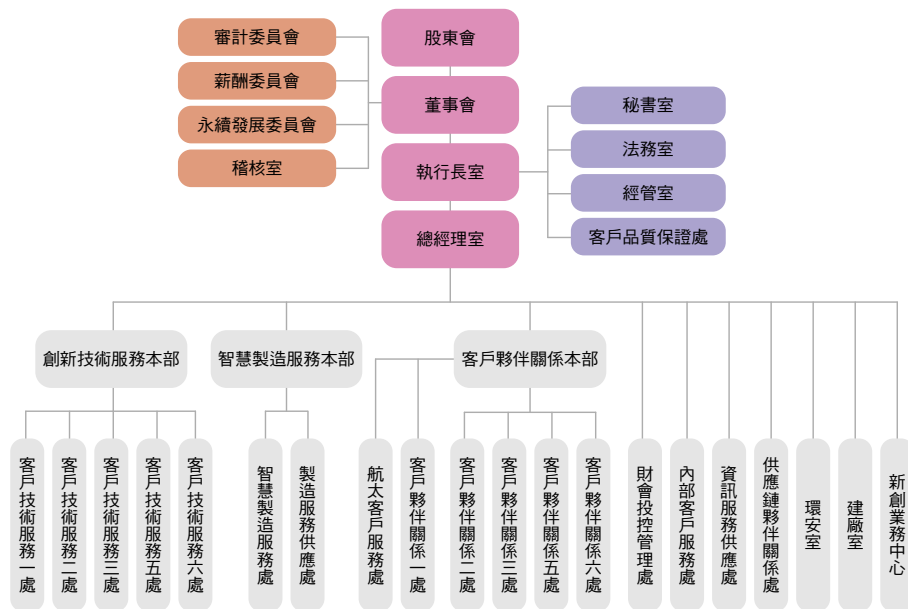 股東會
董事會
執行長室
總經理室
審計委員會
薪酬委員會
永續發展委員會
稽核室
秘書室
法務室
經管室
客戶品質保證處
創新技術服務本部
智慧製造服務本部
客戶夥伴關係本部
客戶技術服務一處
客戶技術服務二處
客戶技術服務三處
客戶技術服務五處
客戶技術服務六處
智慧製造服務處
製造服務供應處
航太客戶服務處
客戶夥伴關係一處
客戶夥伴關係二處
客戶夥伴關係三處
客戶夥伴關係五處
客戶夥伴關係六處
財會投控管理處
內部客戶服務處
資訊服務供應處
供應鏈夥伴關係處
環安室
建廠室
新創業務中心